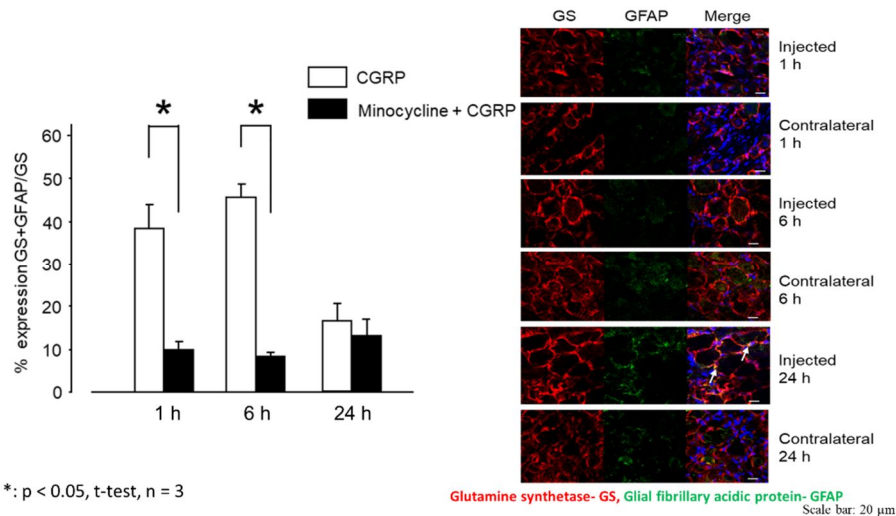 GS GFAP Merge
CGRP
Minocycline + CGRP
* *
% expression GS+GFAP/GS
60
50
40
30
20
10
0
1 h 6 h 24 h
*: p < 0.05, t-test, n = 3
Injected
1 h
Contralateral
1 h
Injected
6 h
Contralateral
6 h
Injected
24 h
Contralateral
24 h
Glutamine synthetase- GS, Glial fibrillary acidic protein- GFAP
Scale bar: 20 µm